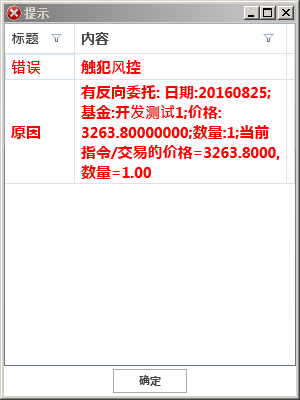 提示
标题 内容
错误 触犯风控
原因 有反向委托: 日期:20160825;
基金:开发测试1;价格:
3263.80000000;数量:1;当前
指令/交易的价格=3263.8000,
数量=1.00
确定